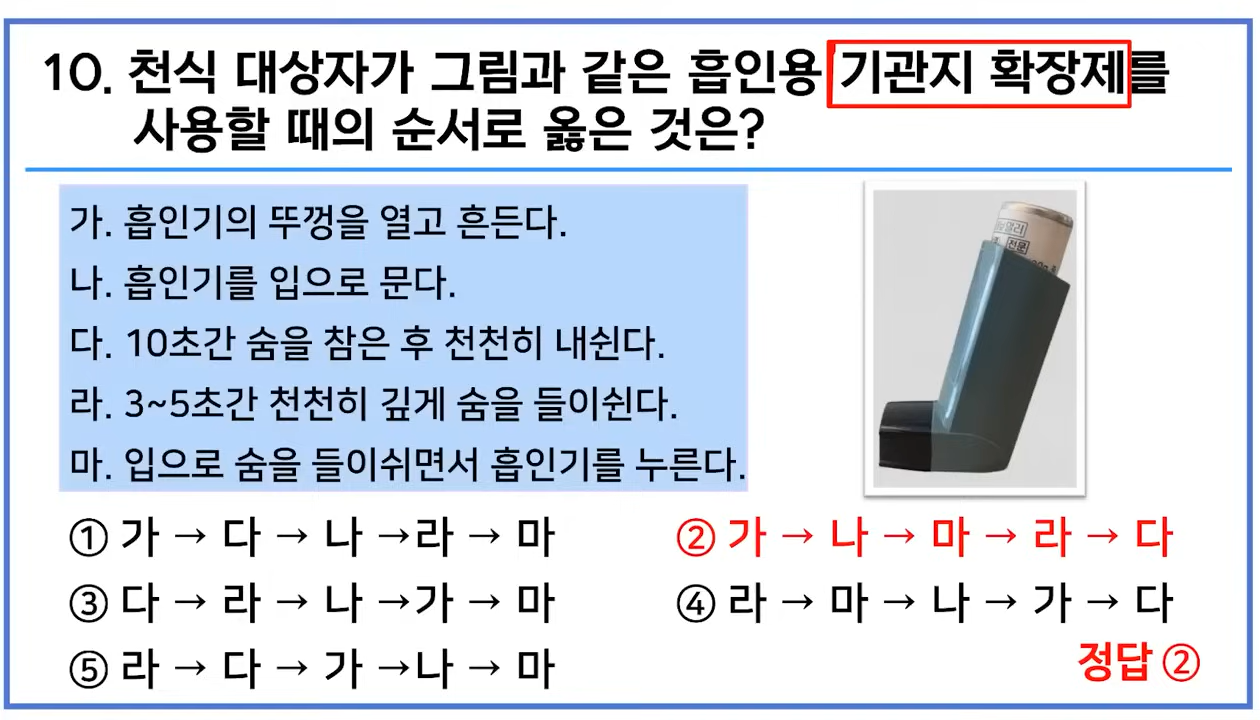 10. 천식 대상자가 그림과 같은 흡인용 기관지 확장제를
사용할 때의 순서로 옳은 것은?
가. 흡인기의 뚜껑을 열고 흔든다.
나. 흡인기를 입으로 문다.
다. 10초간 숨을 참은 후 천천히 내쉰다.
라. 3~5초간 천천히 깊게 숨을 들이쉰다.
마. 입으로 숨을 들이쉬면서 흡인기를 누른다.
전문
① 가 → 다 → 나 →라 → 마
② 가 → 나 → 마 → 라 → 다
③ 다 → 라 → 나 →가 → 마
④ 라 → 마 → 나 → 가 → 다
⑤ 라 → 다 → 가 →나 → 마
정답 ②